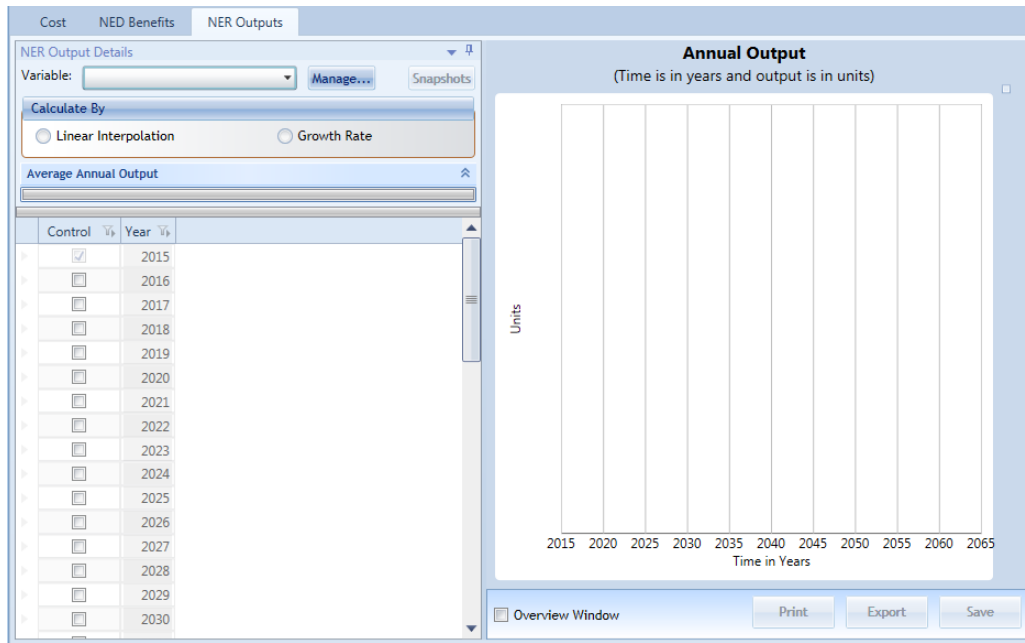 Cost NED Benefits NER Outputs
NER Output Details
Variable: Manage... Snapshots
Calculate By
Linear Interpolation Growth Rate
Average Annual Output
Control Year
2015
2016
2017
2018
2019
2020
2021
2022
2023
2024
2025
2026
2027
2028
2029
2030
Annual Output
(Time is in years and output is in units)
Units
2015 2020 2025 2030 2035 2040 2045 2050 2055 2060 2065
Time in Years
Overview Window Print Export Save